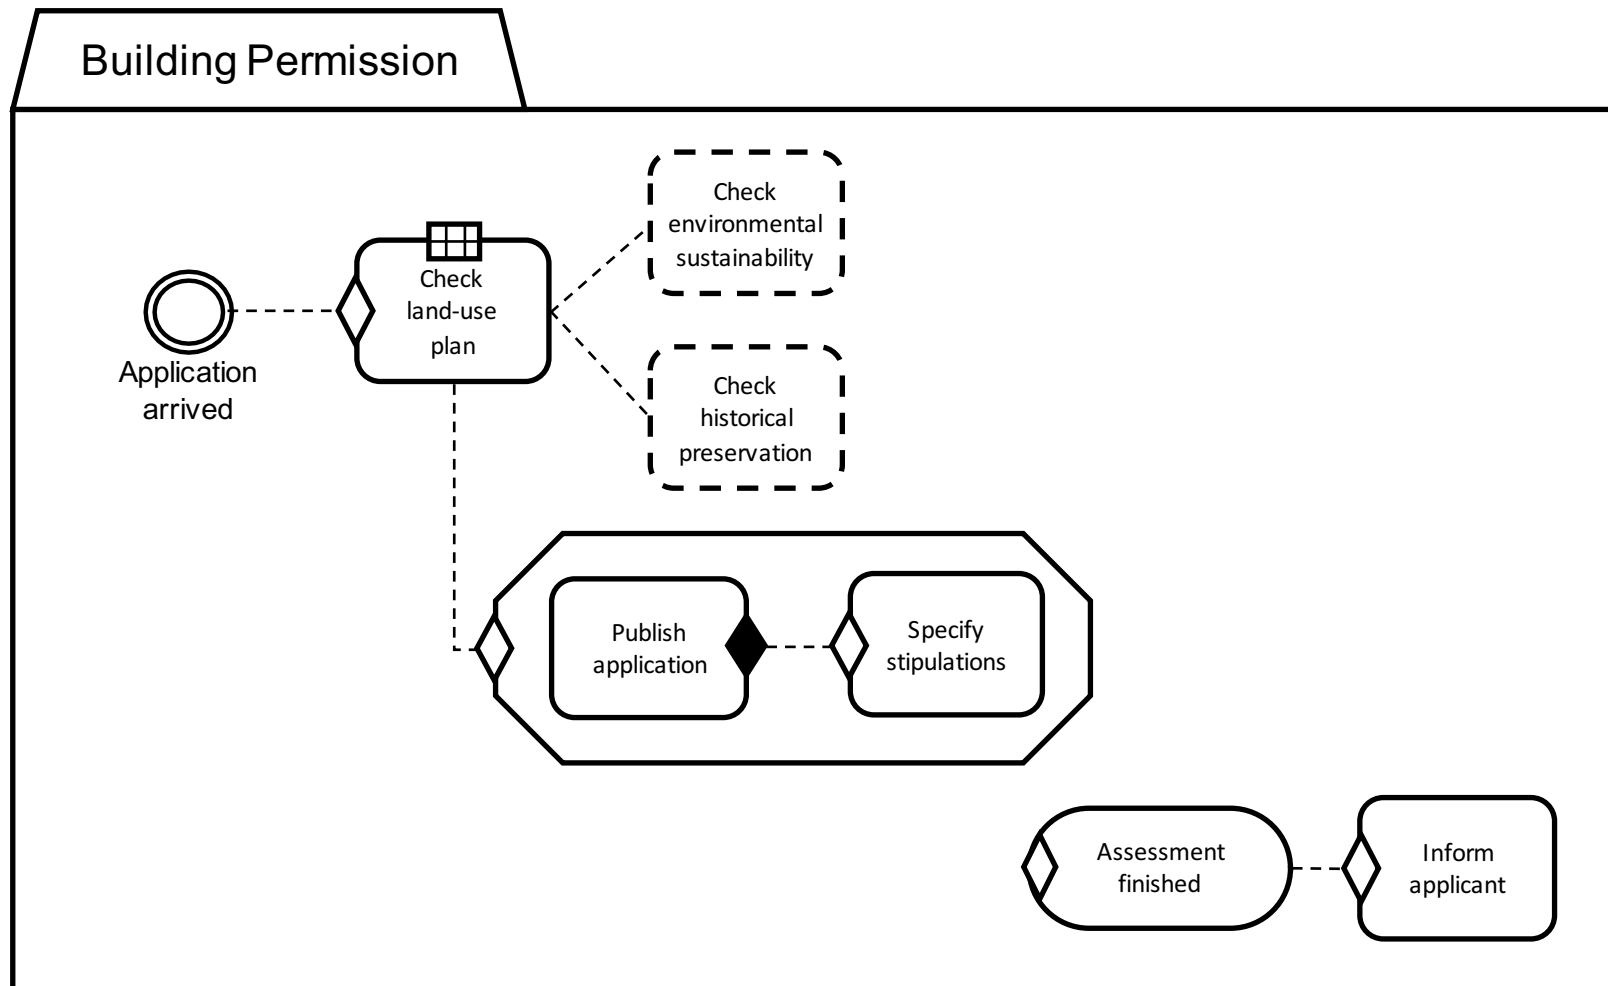 Building Permission
Check
environmental
sustainability
Check
land-use
plan
Application
arrived
Check
historical
preservation
Publish
application
Specify
stipulations
Assessment
finished
Inform
applicant